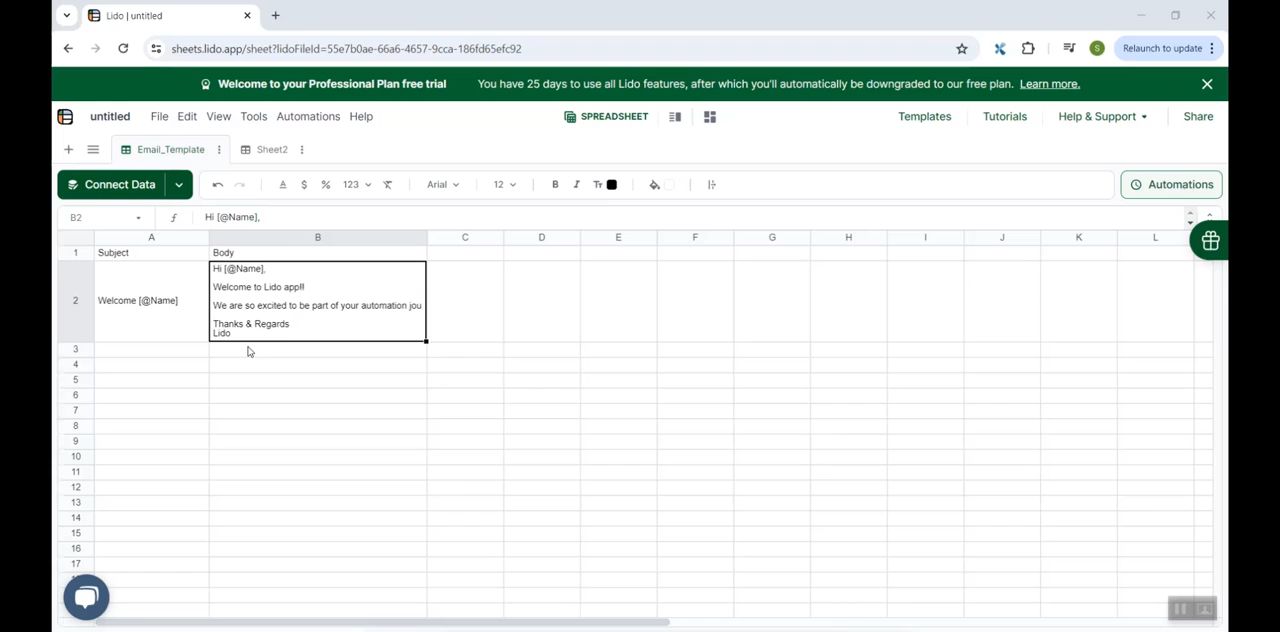 Lido | untitled
sheets.lido.app/sheet?lidoFileId=55e7b0ae-66a6-4657-9cca-186fd65efc92
S
Relaunch to update
Welcome to your Professional Plan free trial You have 25 days to use all Lido features, after which you'll automatically be downgraded to our free plan. Learn more.
untitled File Edit View Tools Automations Help SPREADSHEET Templates Tutorials Help & Support Share
Email_Template Sheet2
Connect Data A $ % 123 Arial 12 B I Tr Automations
B2 f Hi [@Name],
A B C D E F G H I J K L
1 Subject Body
2 Welcome [@Name]
Hi [@Name],
Welcome to Lido app!!
We are so excited to be part of your automation jou
Thanks & Regards
Lido
3
4
5
6
7
8
9
10
11
12
13
14
15
16
17